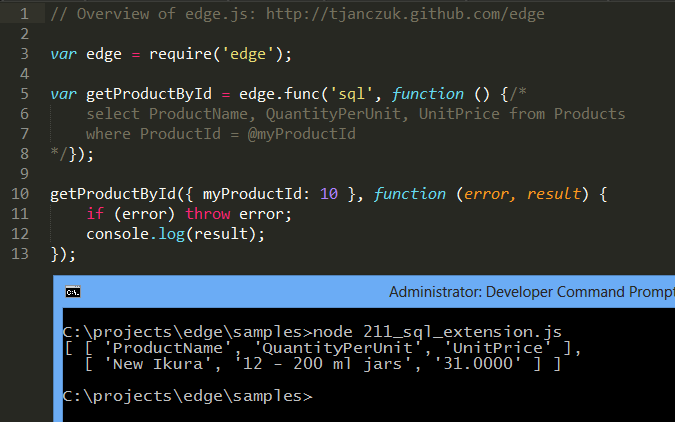 1 // Overview of edge.js: http://tjanczuk.github.com/edge
2
3 var edge = require('edge');
4
5 var getProductById = edge.func('sql', function () {/*
6     select ProductName, QuantityPerUnit, UnitPrice from Products
7     where ProductId = @myProductId
8 */});
9
10 getProductById({ myProductId: 10 }, function (error, result) {
11     if (error) throw error;
12     console.log(result);
13 });
C:\. Administrator: Developer Command Prompt
C:\projects\edge\samples>node 211_sql_extension.js
[ [ 'ProductName', 'QuantityPerUnit', 'UnitPrice' ],
  [ 'New Ikura', '12 - 200 ml jars', '31.0000' ] ]
C:\projects\edge\samples>